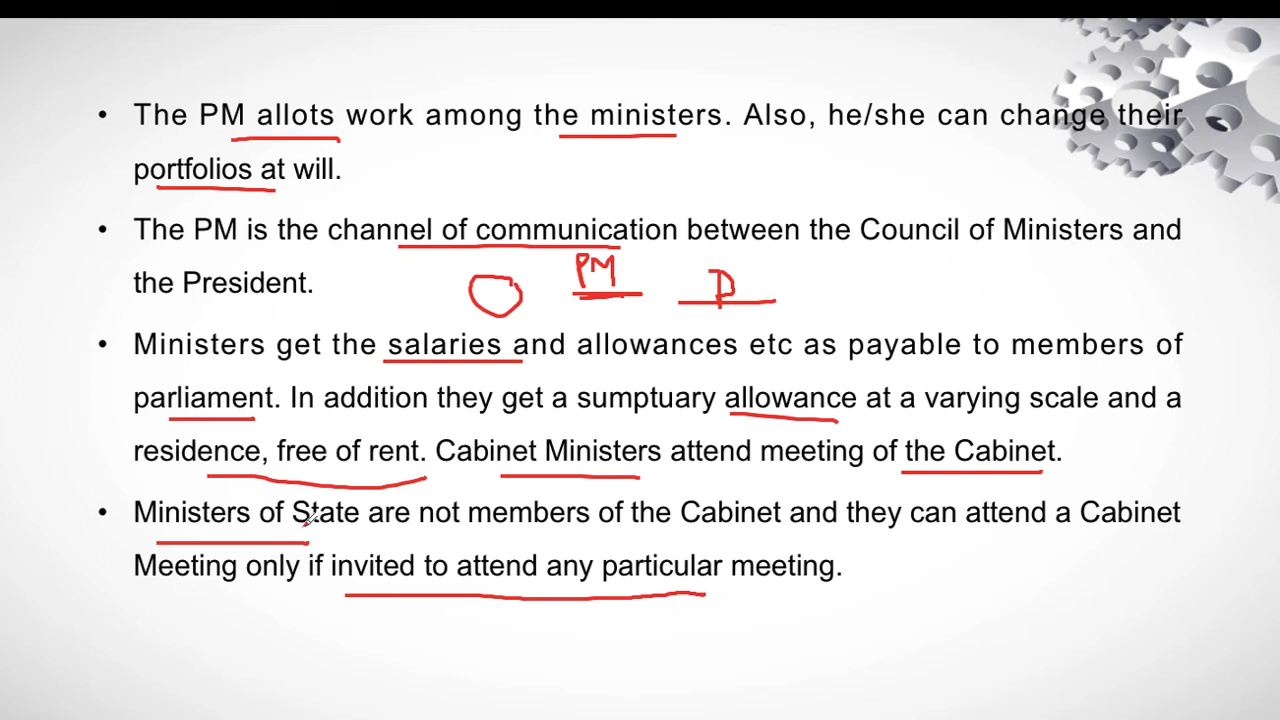 • The PM allots work among the ministers. Also, he/she can change their
portfolios at will.
• The PM is the channel of communication between the Council of Ministers and
the President.
PM
• Ministers get the salaries and allowances etc as payable to members of
parliament. In addition they get a sumptuary allowance at a varying scale and a
residence, free of rent. Cabinet Ministers attend meeting of the Cabinet.
• Ministers of State are not members of the Cabinet and they can attend a Cabinet
Meeting only if invited to attend any particular meeting.